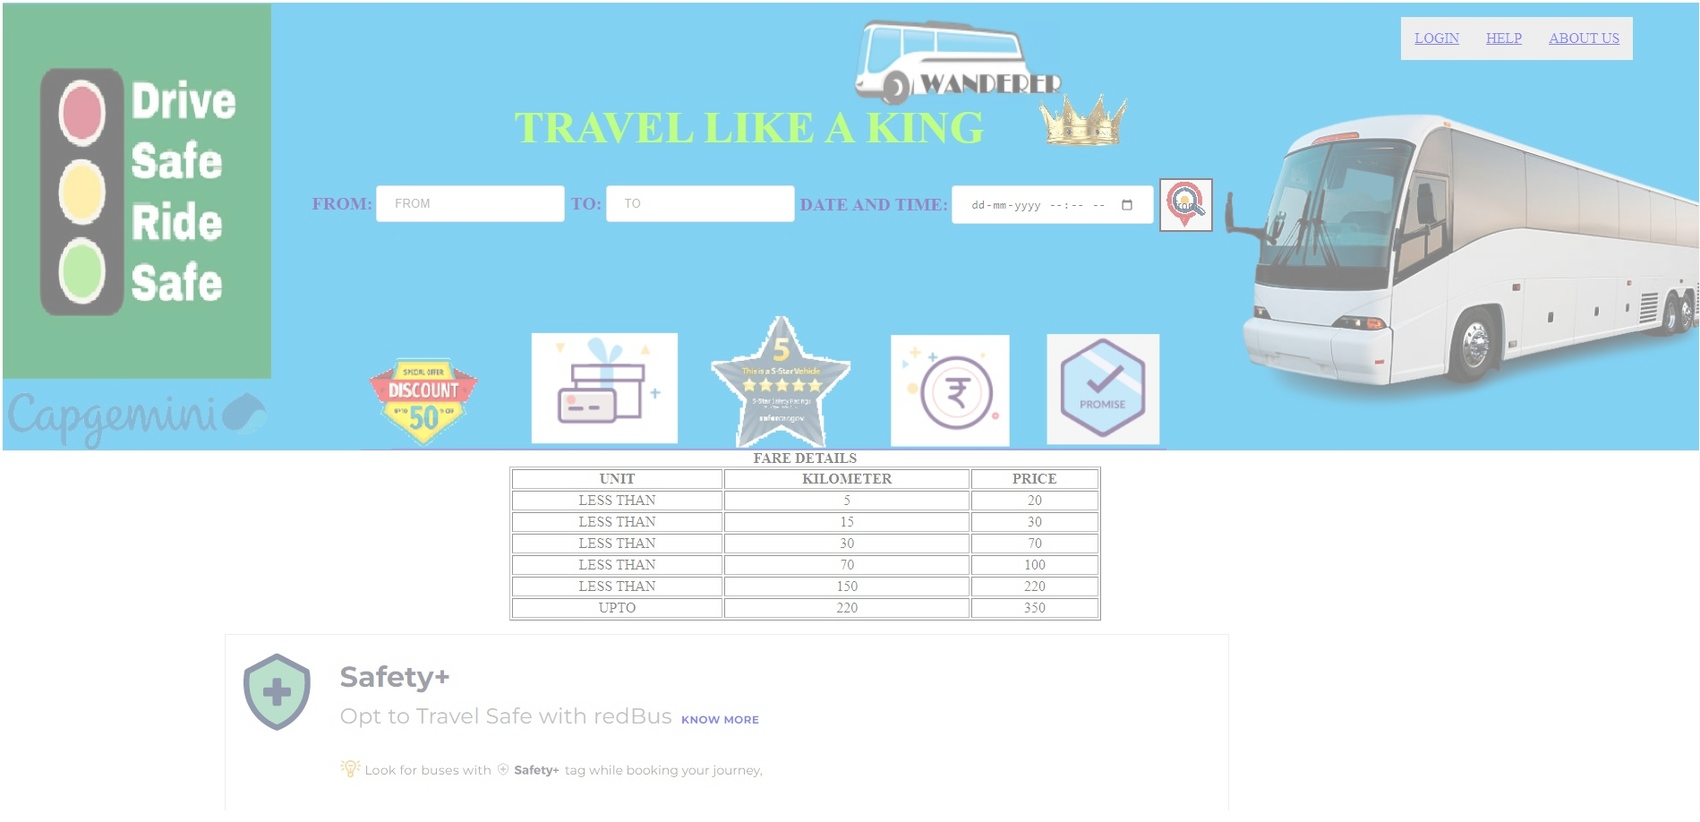 LOGIN HELP ABOUT US
Drive
Safe
Ride
Safe
WANDERER
TRAVEL LIKE A KING
FROM: FROM TO: TO DATE AND TIME: dd-mm-yyyy --:-- --
Capgemini
SPECIAL OFFER
DISCOUNT
UP TO 50% OFF
5
This is a 5-Star Vehicle
5-Star Safety Ratings
safercar.gov
₹
PROMISE
FARE DETAILS
UNIT KILOMETER PRICE
LESS THAN 5 20
LESS THAN 15 30
LESS THAN 30 70
LESS THAN 70 100
LESS THAN 150 220
UPTO 220 350
Safety+
Opt to Travel Safe with redBus KNOW MORE
Look for buses with Safety+ tag while booking your journey,